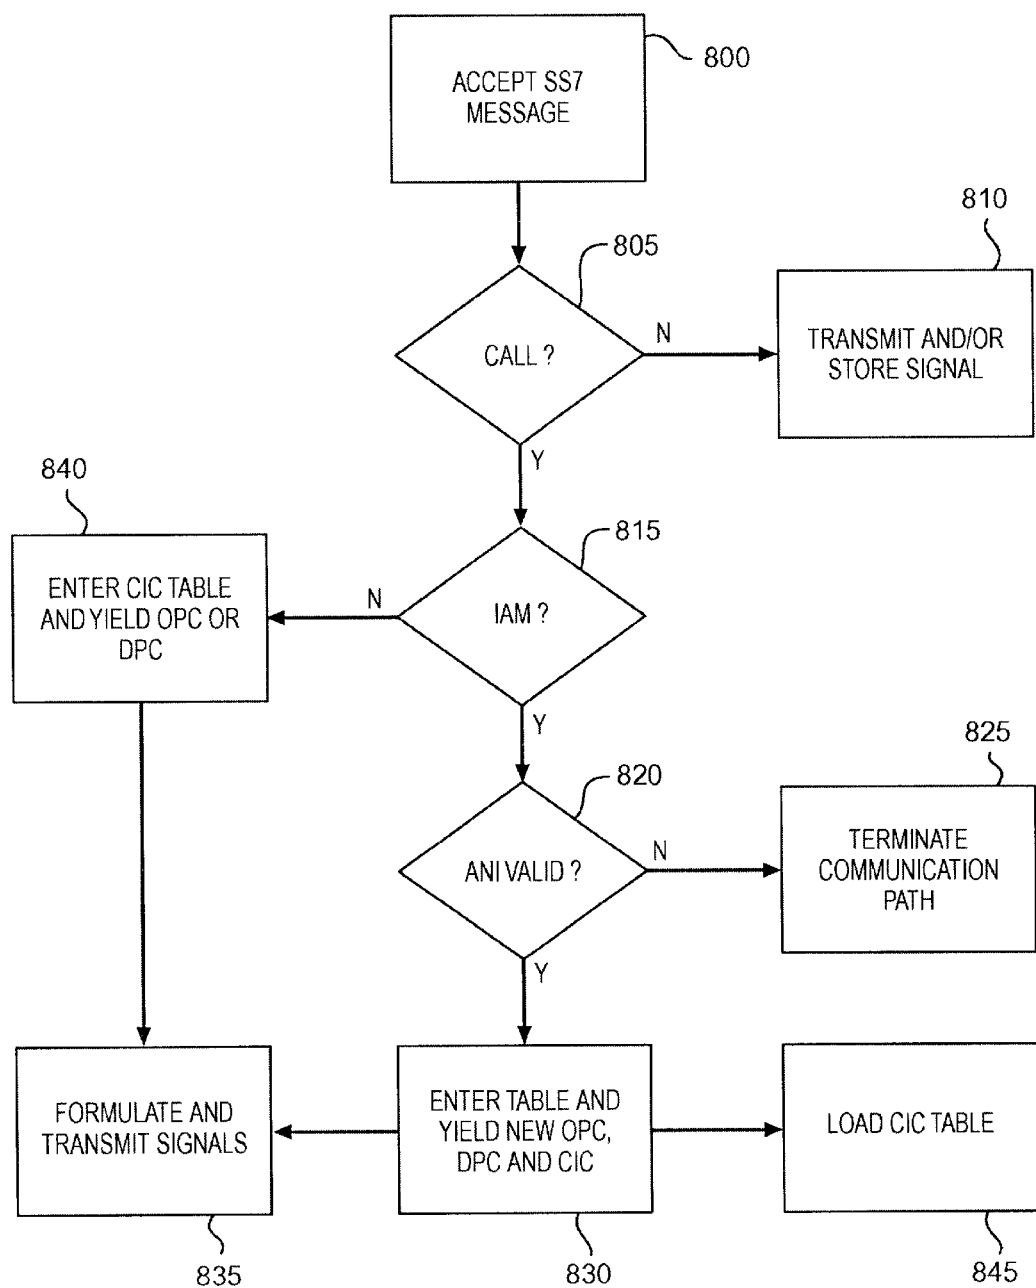 ACCEPT SS7
MESSAGE
800
805
810
CALL ?
N
TRANSMIT AND/OR
STORE SIGNAL
Y
840
815
ENTER CIC TABLE
AND YIELD OPC OR
DPC
N
IAM ?
Y
820
825
ANI VALID ?
N
TERMINATE
COMMUNICATION
PATH
Y
FORMULATE AND
TRANSMIT SIGNALS
ENTER TABLE AND
YIELD NEW OPC,
DPC AND CIC
LOAD CIC TABLE
835
830
845